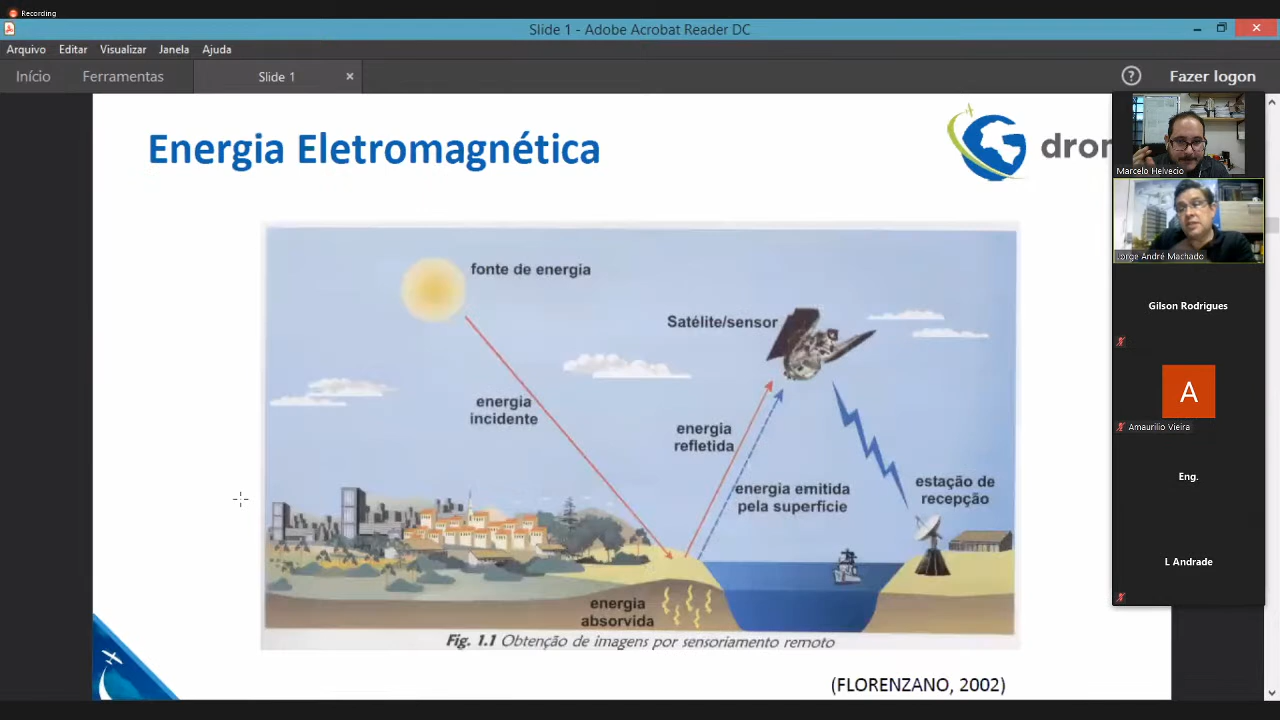 Recording
Slide 1 - Adobe Acrobat Reader DC
Arquivo Editar Visualizar Janela Ajuda
Início Ferramentas Slide 1 Fazer logon
Energia Eletromagnética
dron
fonte de energia
Satélite/sensor
energia
incidente
energia
refletida
energia emitida
pela superfície
estação de
recepção
energia
absorvida
Fig. 1.1 Obtenção de imagens por sensoriamento remoto
(FLORENZANO, 2002)
Marcelo Helvecio
Jorge André Machado
Gilson Rodrigues
A
Amaurilio Vieira
Eng.
L Andrade